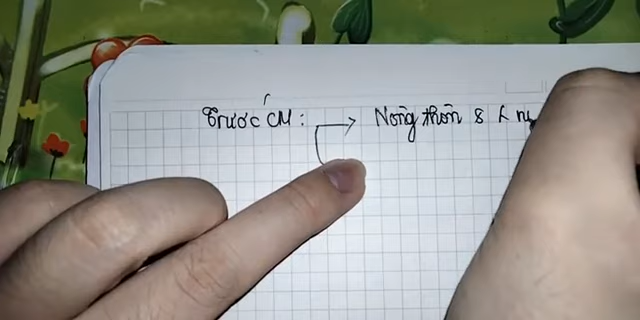 Trước CM: → Nông thôn 8